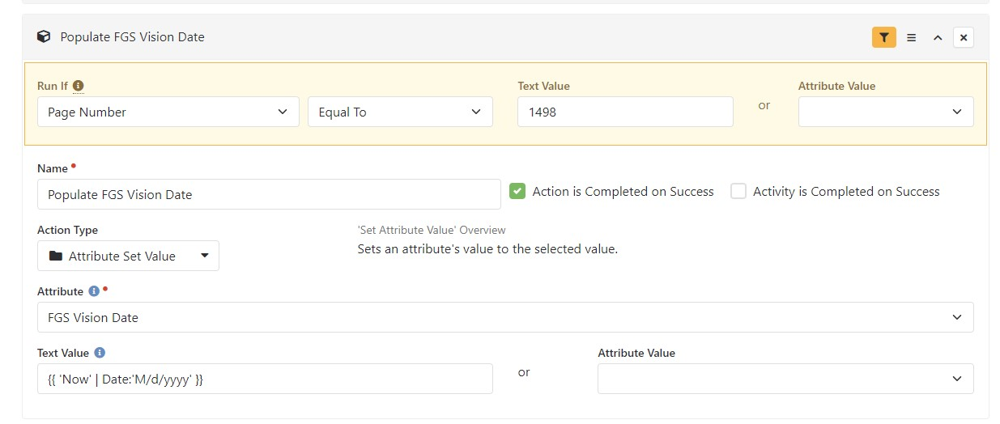 Populate FGS Vision Date
Run If Text Value Attribute Value
Page Number Equal To 1498 or
Name
Populate FGS Vision Date Action is Completed on Success Activity is Completed on Success
Action Type 'Set Attribute Value' Overview
Attribute Set Value Sets an attribute's value to the selected value.
Attribute
FGS Vision Date
Text Value Attribute Value
{{ 'Now' | Date:'M/d/yyyy' }} or